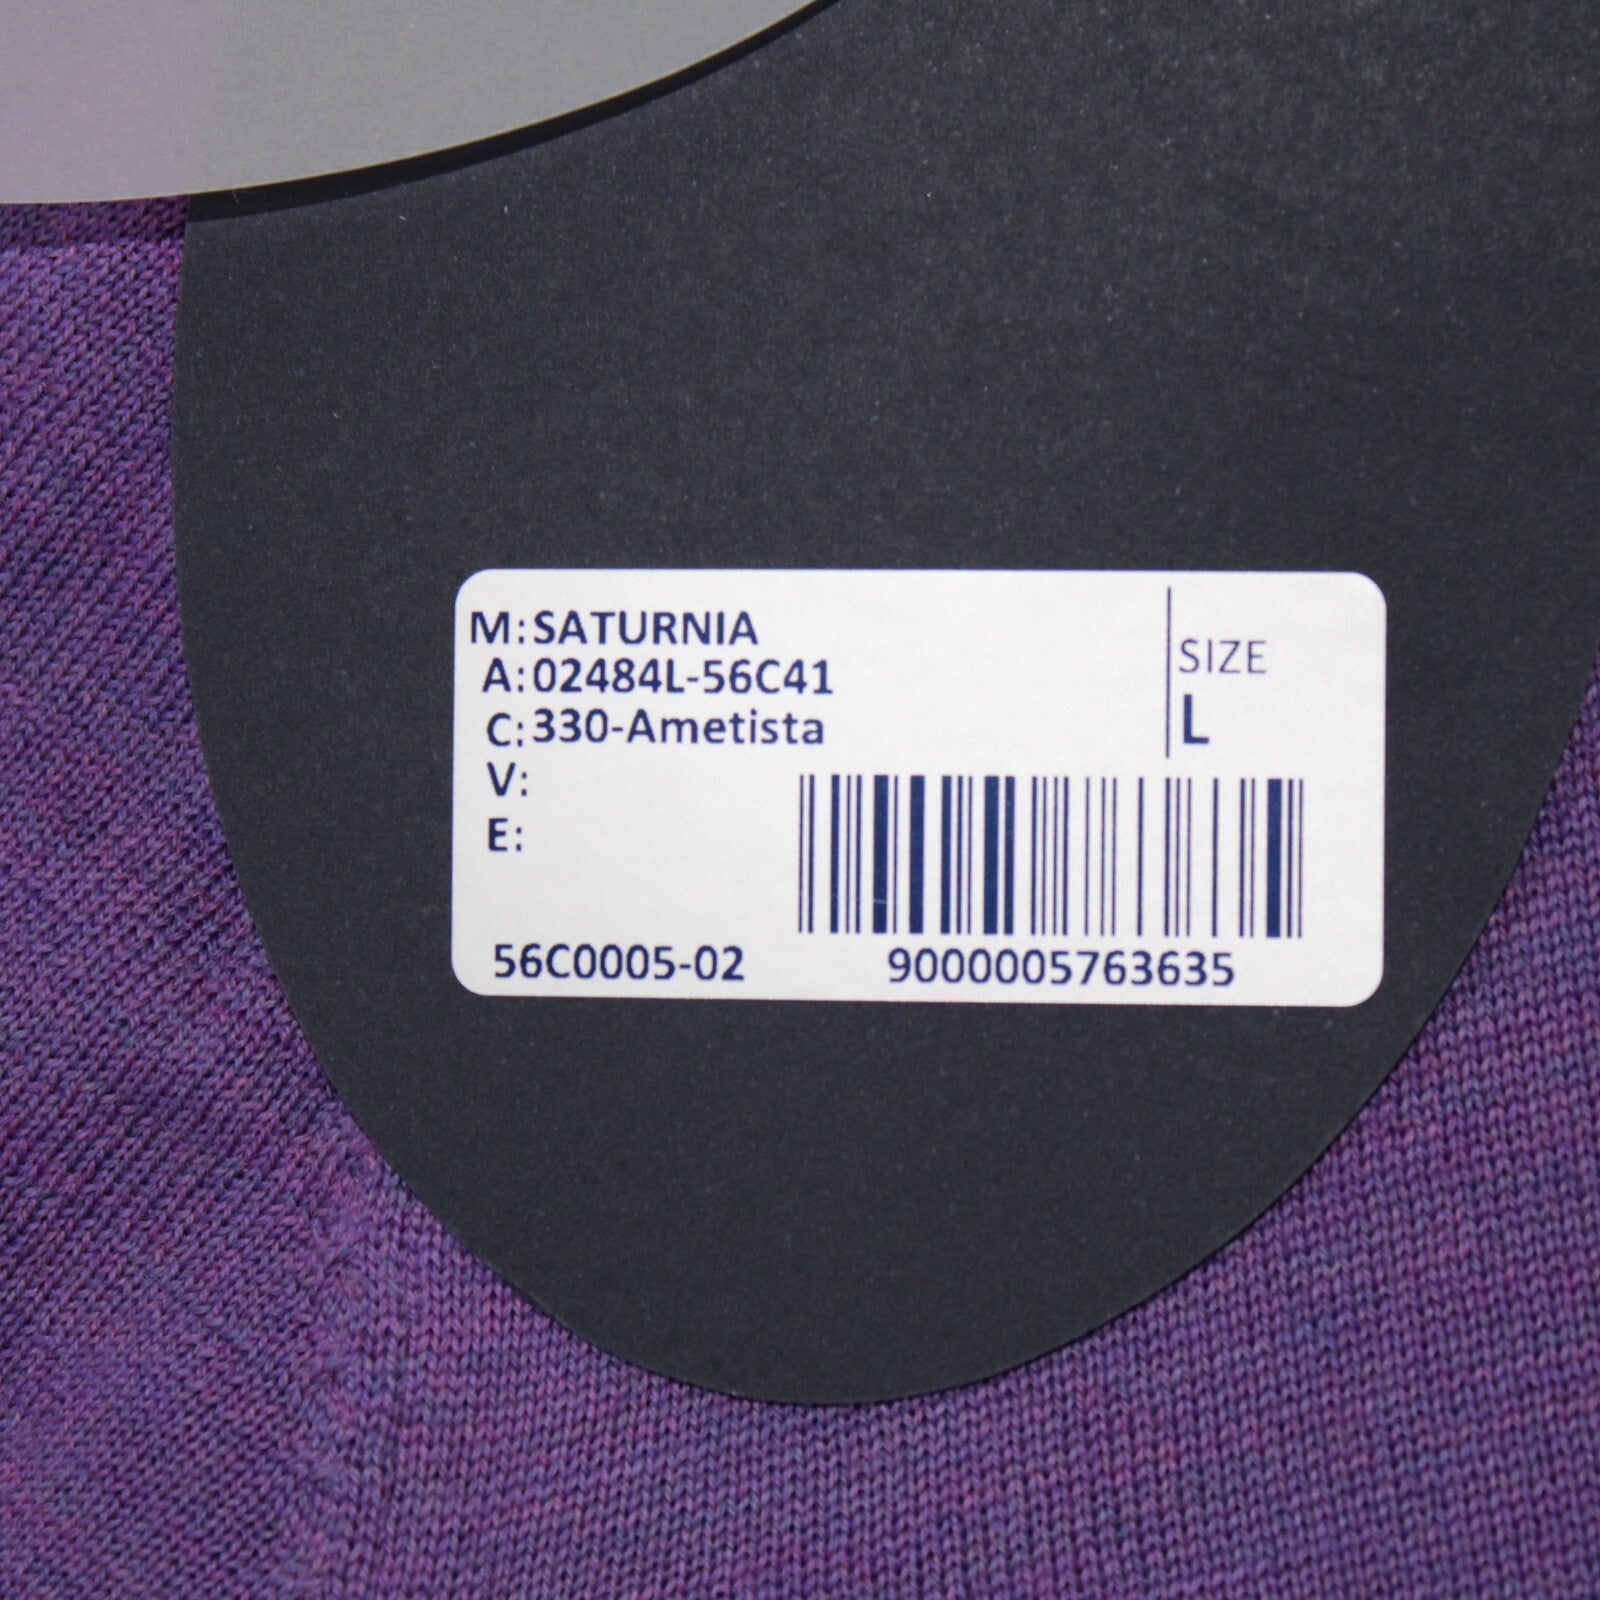 M:SATURNIA
A:02484L-56C41
C:330-Ametista
V:
E:
SIZE
L
56C0005-02
9000005763635